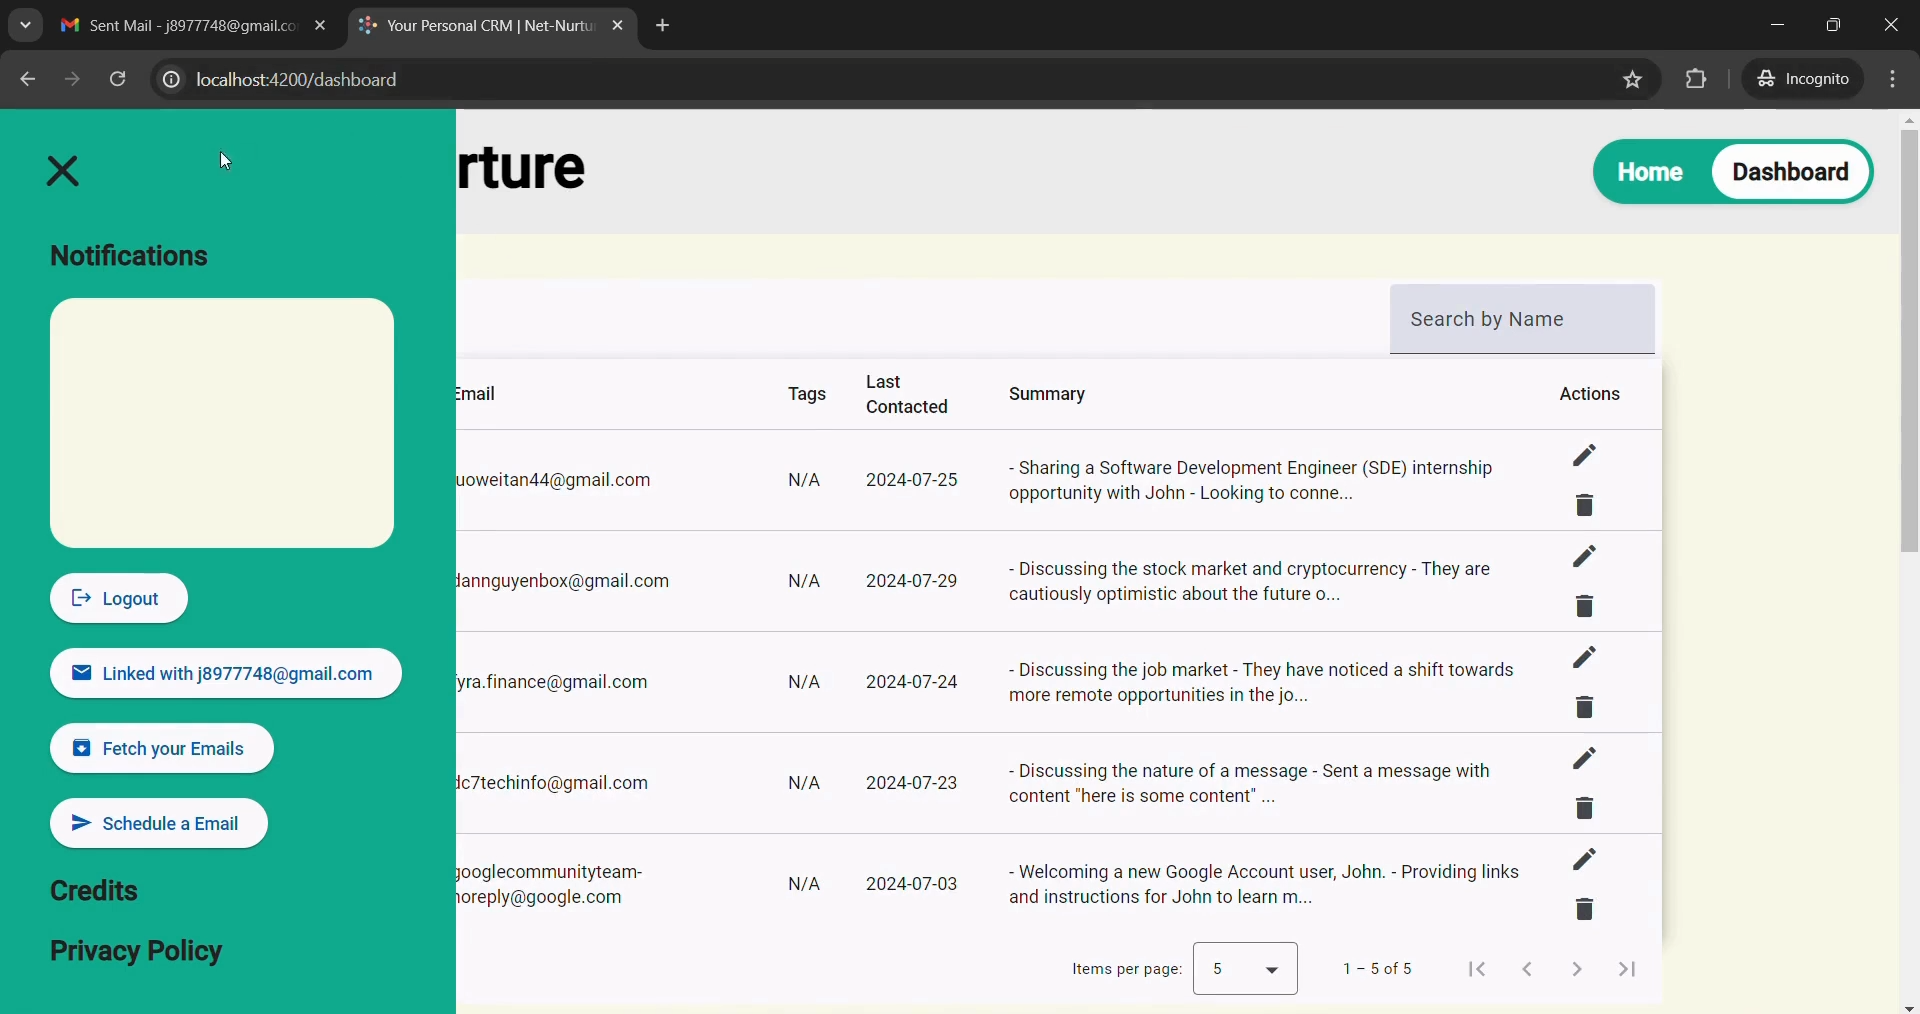 Sent Mail - j8977748@gmail.co
Your Personal CRM | Net-Nurtu
localhost:4200/dashboard
Incognito
rture
Home
Dashboard
Notifications
Logout
Linked with j8977748@gmail.com
Fetch your Emails
Schedule a Email
Credits
Privacy Policy
Search by Name
Email
Tags
Last
Contacted
Summary
Actions
uoweitan44@gmail.com
N/A
2024-07-25
- Sharing a Software Development Engineer (SDE) internship
opportunity with John - Looking to conne...
dannguyenbox@gmail.com
N/A
2024-07-29
- Discussing the stock market and cryptocurrency - They are
cautiously optimistic about the future o...
yra.finance@gmail.com
N/A
2024-07-24
- Discussing the job market - They have noticed a shift towards
more remote opportunities in the jo...
dc7techinfo@gmail.com
N/A
2024-07-23
- Discussing the nature of a message - Sent a message with
content "here is some content" ...
googlecommunityteam-
noreply@google.com
N/A
2024-07-03
- Welcoming a new Google Account user, John. - Providing links
and instructions for John to learn m...
Items per page:
5
1 – 5 of 5